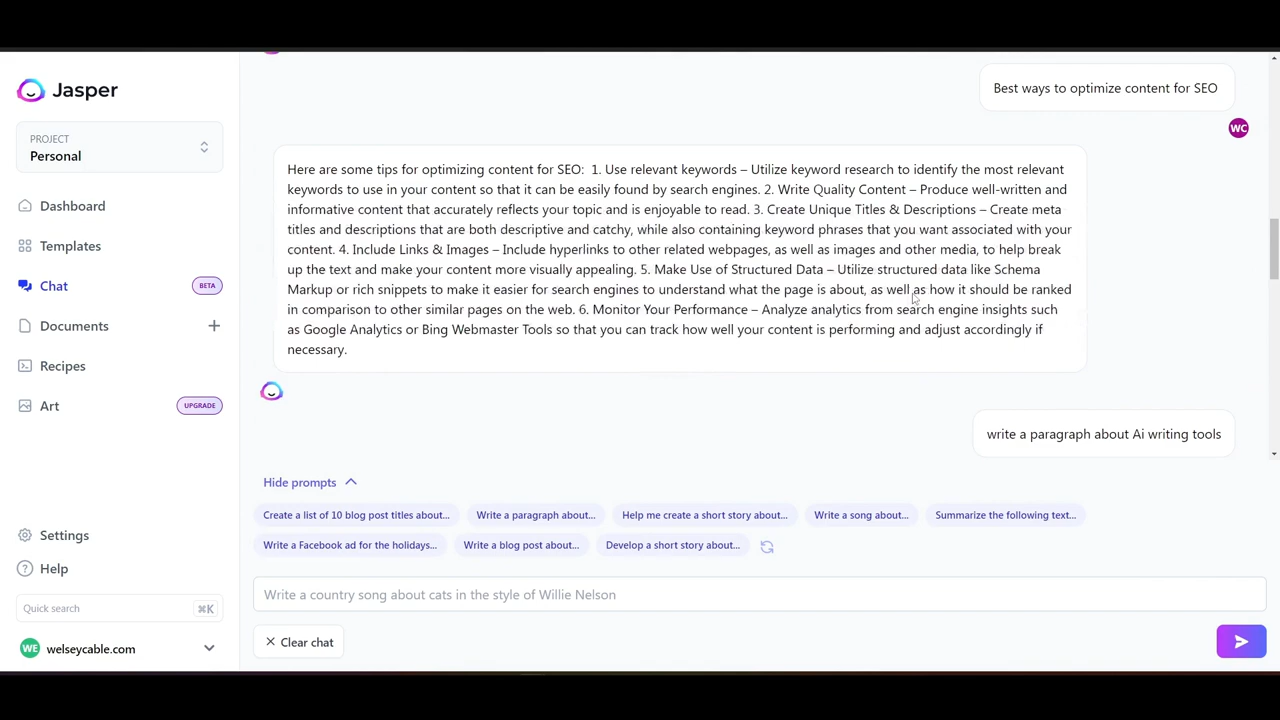 Jasper
PROJECT
Personal
Dashboard
Templates
Chat
BETA
Documents
Recipes
Art
UPGRADE
Settings
Help
Quick search
⌘K
WE
welseycable.com
Best ways to optimize content for SEO
WC
Here are some tips for optimizing content for SEO:  1. Use relevant keywords – Utilize keyword research to identify the most relevant
keywords to use in your content so that it can be easily found by search engines. 2. Write Quality Content – Produce well-written and
informative content that accurately reflects your topic and is enjoyable to read. 3. Create Unique Titles & Descriptions – Create meta
titles and descriptions that are both descriptive and catchy, while also containing keyword phrases that you want associated with your
content. 4. Include Links & Images – Include hyperlinks to other related webpages, as well as images and other media, to help break
up the text and make your content more visually appealing. 5. Make Use of Structured Data – Utilize structured data like Schema
Markup or rich snippets to make it easier for search engines to understand what the page is about, as well as how it should be ranked
in comparison to other similar pages on the web. 6. Monitor Your Performance – Analyze analytics from search engine insights such
as Google Analytics or Bing Webmaster Tools so that you can track how well your content is performing and adjust accordingly if
necessary.
write a paragraph about Ai writing tools
Hide prompts
Create a list of 10 blog post titles about...
Write a paragraph about...
Help me create a short story about...
Write a song about...
Summarize the following text...
Write a Facebook ad for the holidays...
Write a blog post about...
Develop a short story about...
Write a country song about cats in the style of Willie Nelson
Clear chat